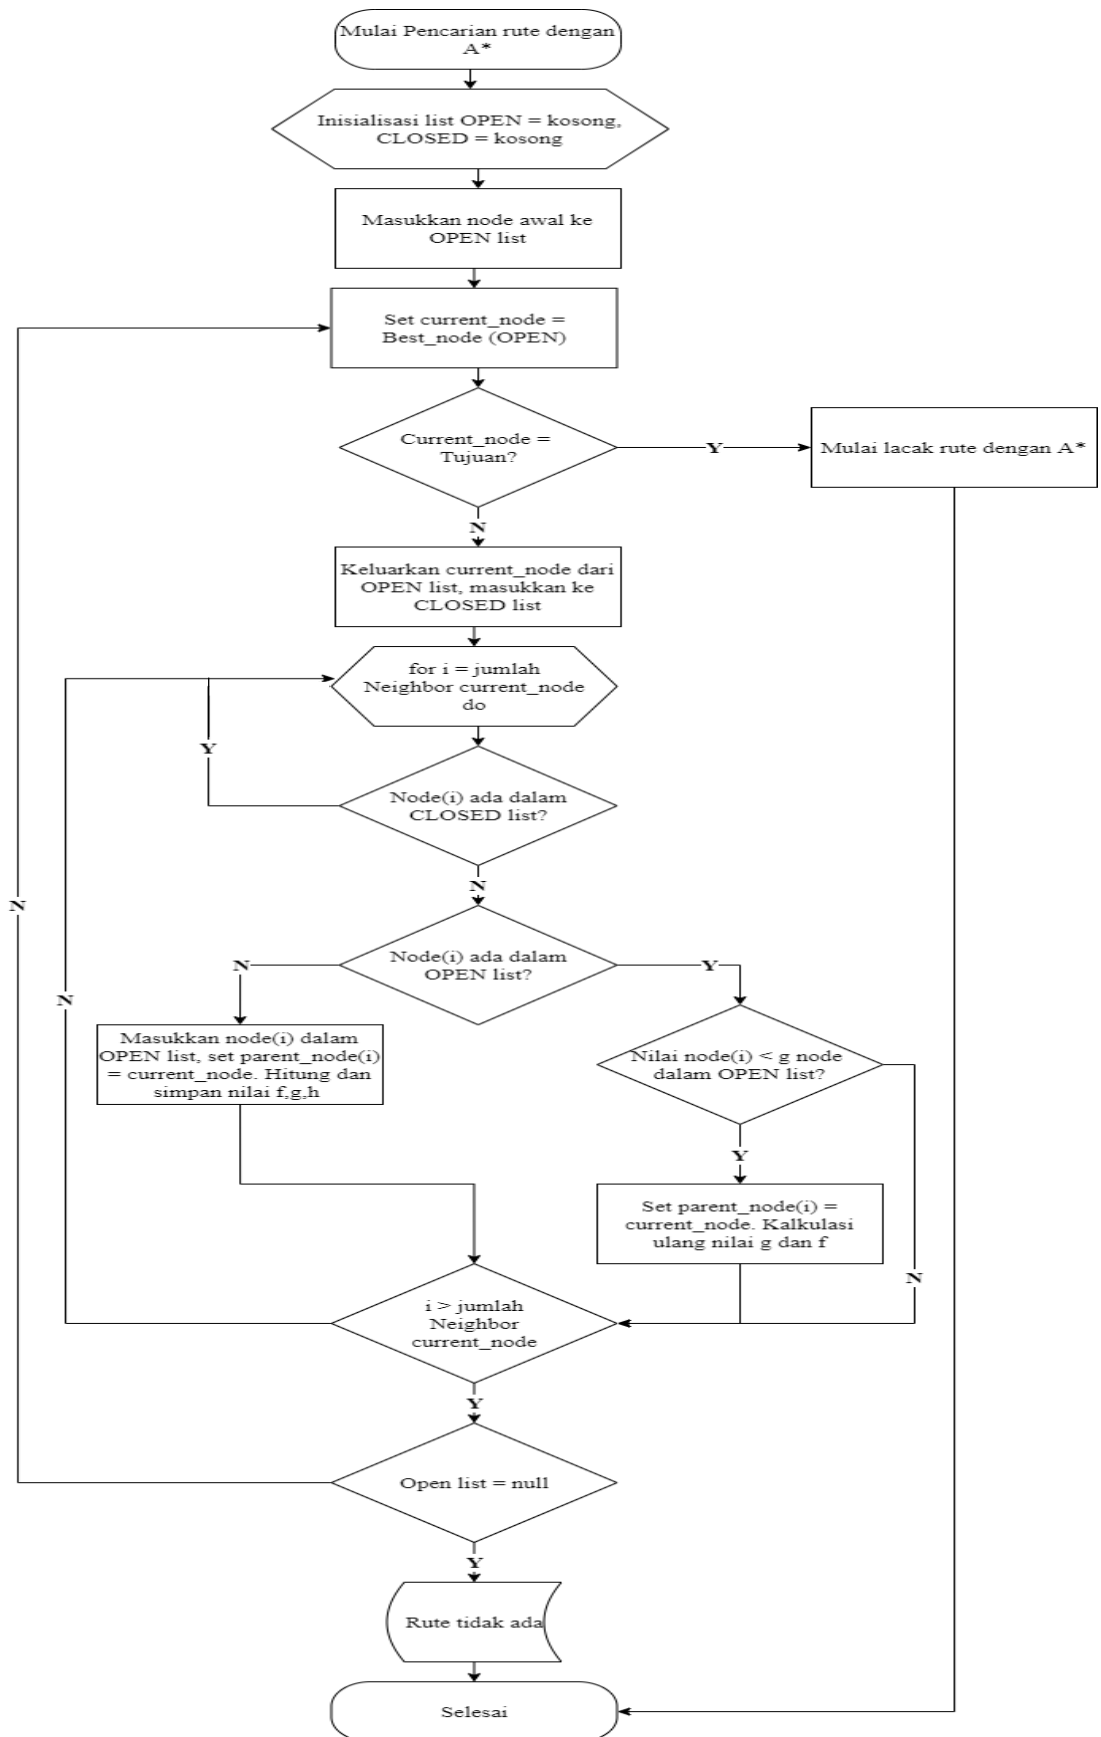 Mulai Pencarian rute dengan
A*
Inisialisasi list OPEN = kosong,
CLOSED = kosong
Masukkan node awal ke
OPEN list
Set current_node =
Best_node (OPEN)
Current_node =
Tujuan?
Y
Mulai lacak rute dengan A*
N
Keluarkan current_node dari
OPEN list, masukkan ke
CLOSED list
for i = jumlah
Neighbor current_node
do
Y
Node(i) ada dalam
CLOSED list?
N
N
Node(i) ada dalam
OPEN list?
N
Y
N
Masukkan node(i) dalam
OPEN list, set parent_node(i)
= current_node. Hitung dan
simpan nilai f,g,h
Nilai node(i) < g node
dalam OPEN list?
Y
Set parent_node(i) =
current_node. Kalkulasi
ulang nilai g dan f
N
i > jumlah
Neighbor
current_node
Y
Open list = null
Y
Rute tidak ada
Selesai